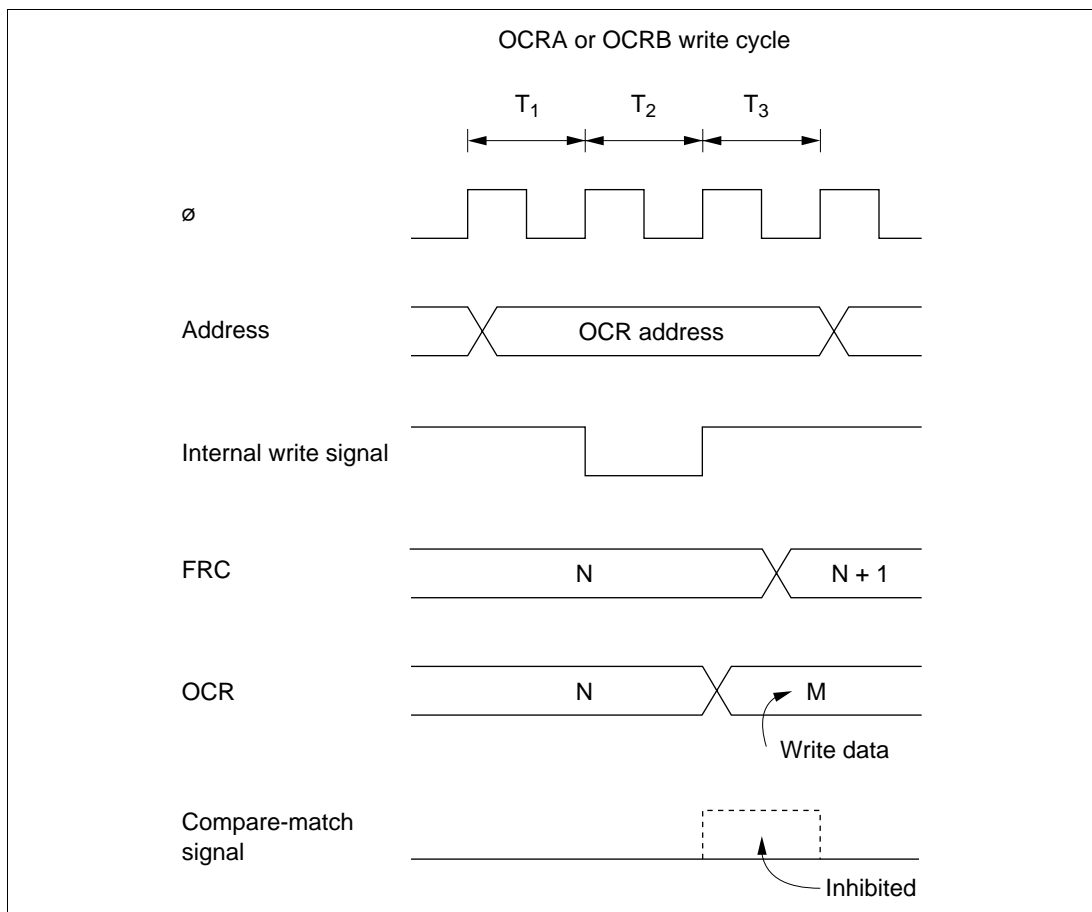 OCRA or OCRB write cycle
T1 T2 T3
ø
Address
OCR address
Internal write signal
FRC
N
N + 1
OCR
N
M
Write data
Compare-match
signal
Inhibited